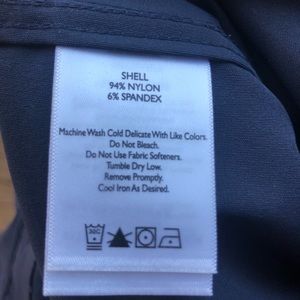 SHELL
94% NYLON
6% SPANDEX
Machine Wash Cold Delicate With Like Colors.
Do Not Bleach.
Do Not Use Fabric Softeners.
Tumble Dry Low.
Remove Promptly.
Cool Iron As Desired.
30C